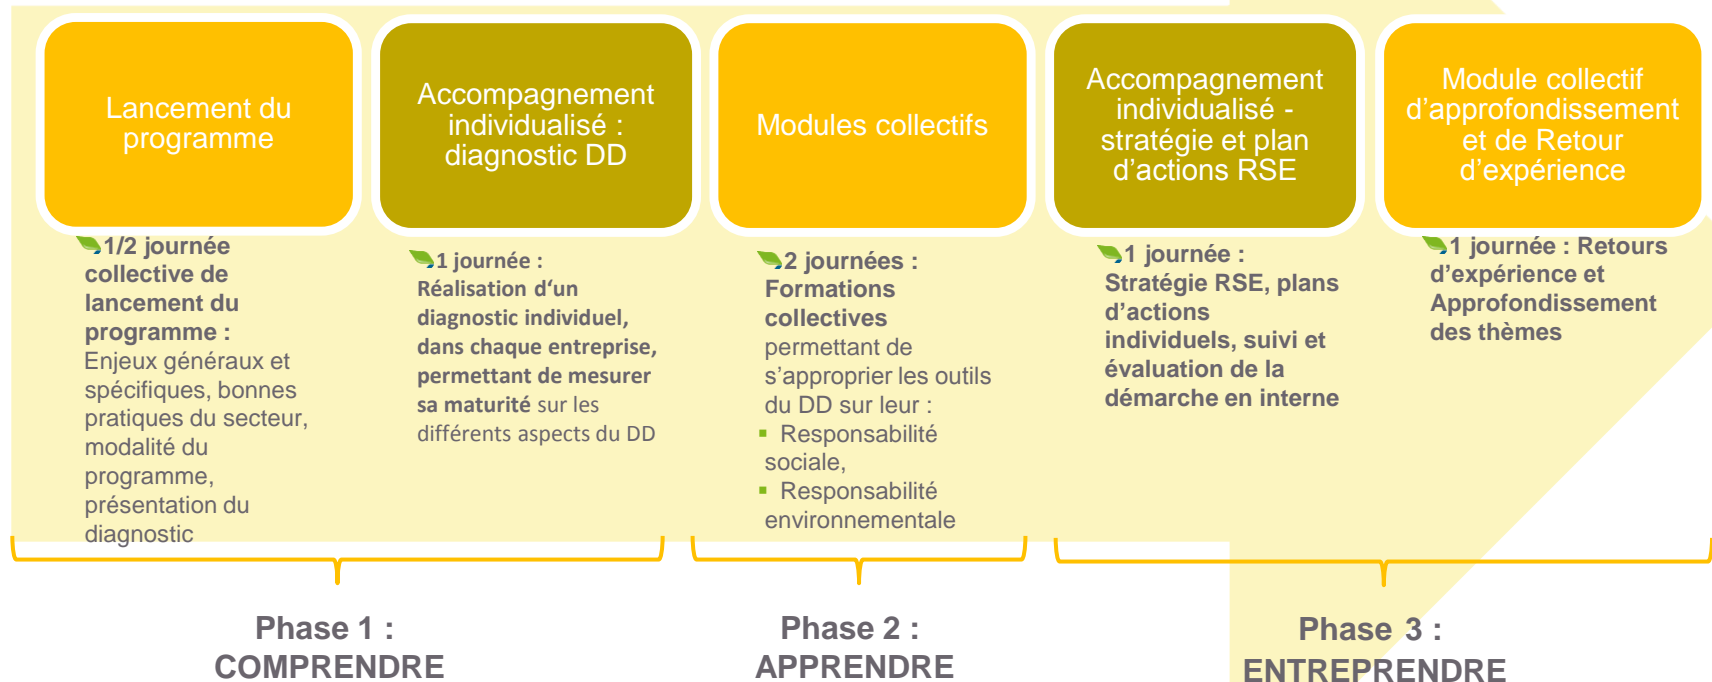 Lancement du
programme
Accompagnement
individualisé :
diagnostic DD
Modules collectifs
Accompagnement
individualisé -
stratégie et plan
d’actions RSE
Module collectif
d’approfondissement
et de Retour
d’expérience
1/2 journée
collective de
lancement du
programme :
Enjeux généraux et
spécifiques, bonnes
pratiques du secteur,
modalité du
programme,
présentation du
diagnostic
1 journée :
Réalisation d‘un
diagnostic individuel,
dans chaque entreprise,
permettant de mesurer
sa maturité sur les
différents aspects du DD
2 journées :
Formations
collectives
permettant de
s’approprier les outils
du DD sur leur :
▪ Responsabilité
sociale,
▪ Responsabilité
environnementale
1 journée :
Stratégie RSE, plans
d’actions
individuels, suivi et
évaluation de la
démarche en interne
1 journée : Retours
d’expérience et
Approfondissement
des thèmes
Phase 1 :
COMPRENDRE
Phase 2 :
APPRENDRE
Phase 3 :
ENTREPRENDRE